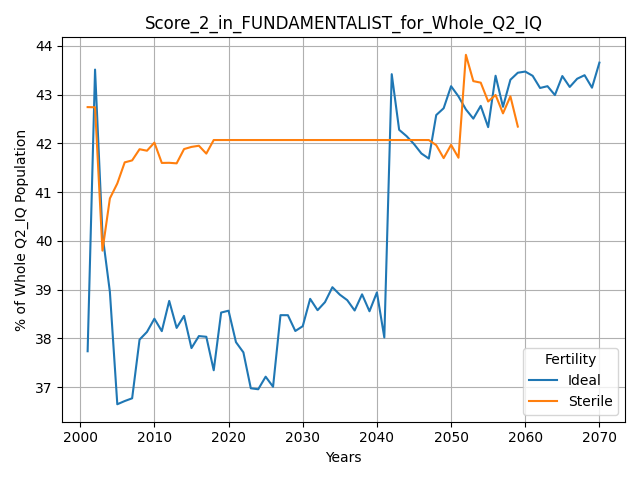 Score_2_in_FUNDAMENTALIST_for_Whole_Q2_IQ
% of Whole Q2_IQ Population
44
43
42
41
40
39
38
37
2000
2010
2020
2030
2040
2050
2060
2070
Years
Fertility
Ideal
Sterile